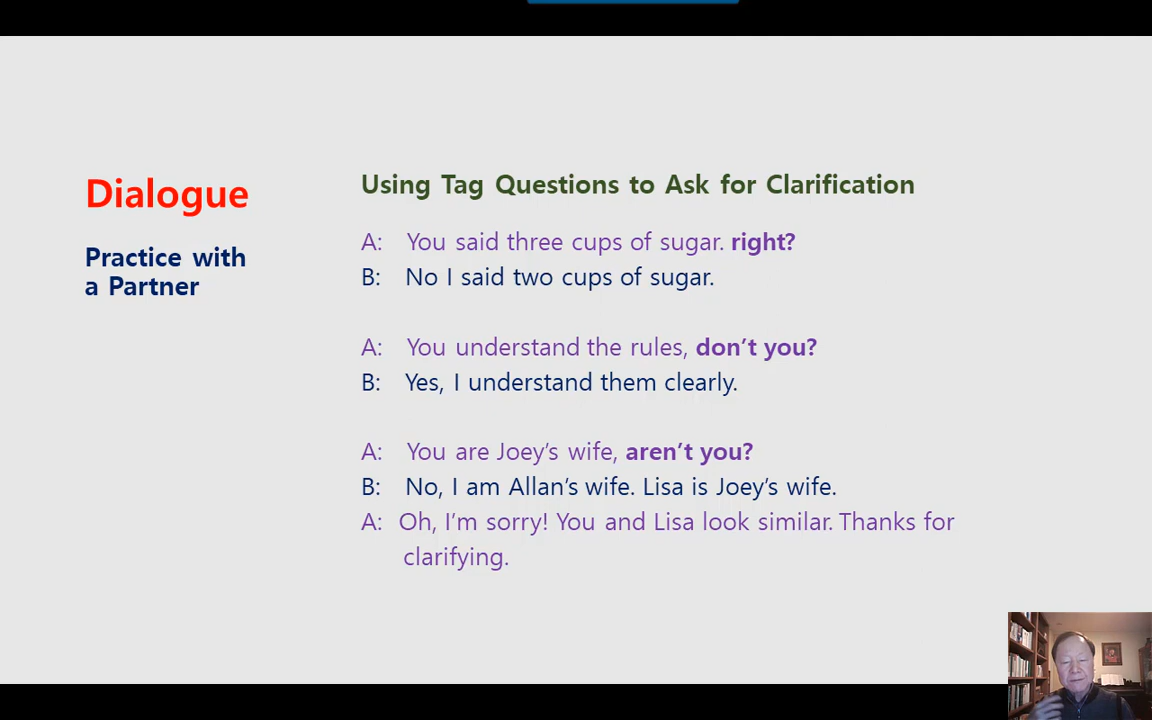 Dialogue
Practice with
a Partner
Using Tag Questions to Ask for Clarification
A: You said three cups of sugar. right?
B: No I said two cups of sugar.
A: You understand the rules, don’t you?
B: Yes, I understand them clearly.
A: You are Joey’s wife, aren’t you?
B: No, I am Allan’s wife. Lisa is Joey’s wife.
A: Oh, I’m sorry! You and Lisa look similar. Thanks for
clarifying.